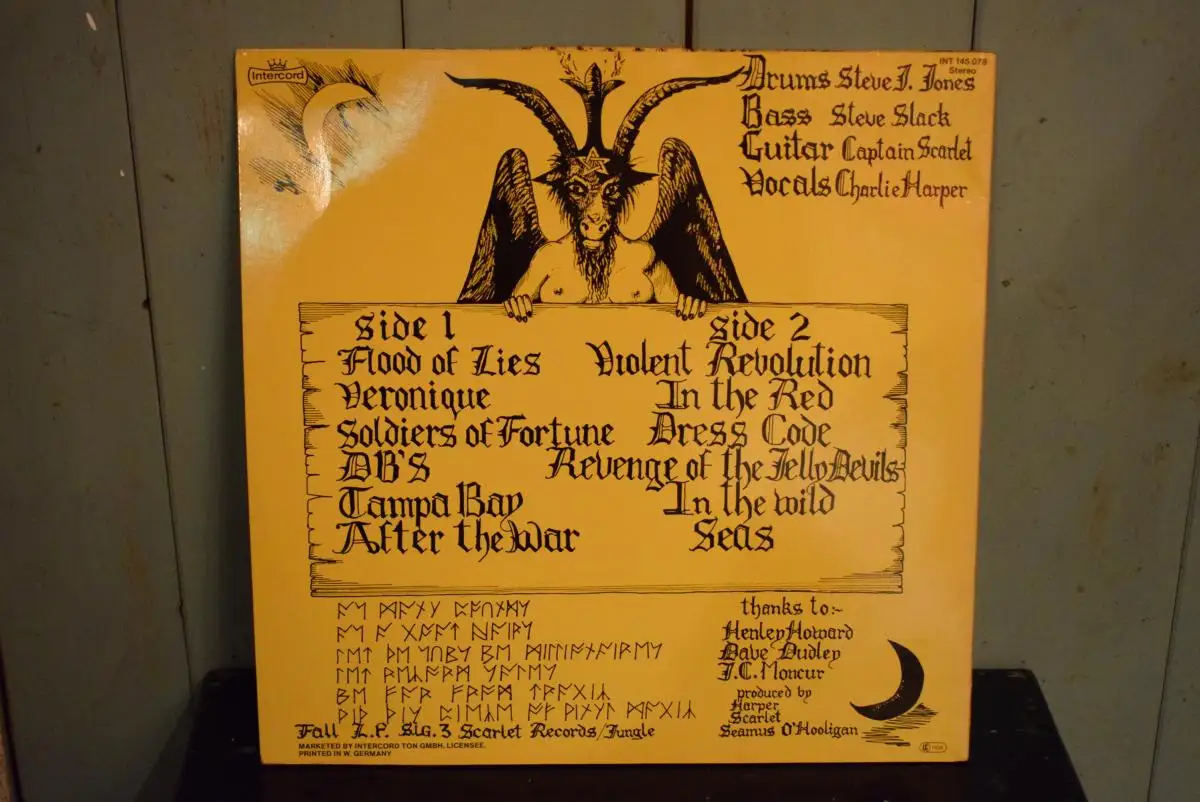 Intercord
INT 145.078
Stereo
Drums Steve J. Jones
Bass Steve Slack
Guitar Captain Scarlet
Vocals Charlie Harper
Side 1
Flood of Lies
Veronique
Soldiers of Fortune
DB'S
Tampa Bay
After the War
Side 2
Violent Revolution
In the Red
Dress Code
Revenge of the Jelly Devils
In the wild
Seas
Fall L.P. Sig. 3 Scarlet Records/Jungle
MARKETED BY INTERCORD TON GMBH, LICENSEE.
PRINTED IN W. GERMANY
thanks to:-
Henley Howard
Dave Dudley
J.C. Moncur
produced by
Harper
Scarlet
Seamus O'Hooligan